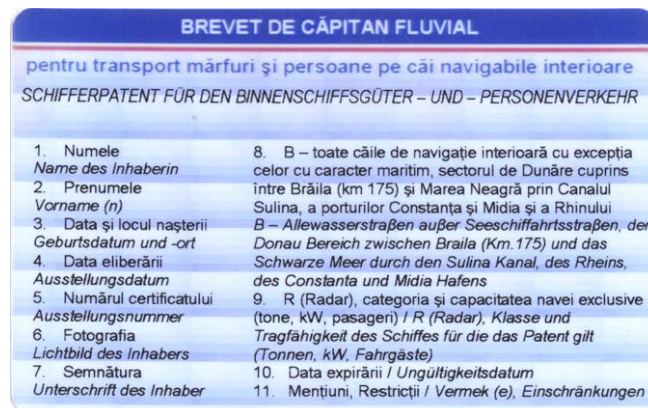 BREVET DE CĂPITAN FLUVIAL
pentru transport mărfuri şi persoane pe căi navigabile interioare
SCHIFFERPATENT FÜR DEN BINNENSCHIFFSGÜTER – UND – PERSONENVERKEHR
1. Numele
Name des Inhaberin
2. Prenumele
Vorname (n)
3. Data şi locul naşterii
Geburtsdatum und -ort
4. Data eliberării
Ausstellungsdatum
5. Numărul certificatului
Ausstellungsnummer
6. Fotografia
Lichtbild des Inhabers
7. Semnătura
Unterschrift des Inhaber
8. B – toate căile de navigaţie interioară cu excepţia
celor cu caracter maritim, sectorul de Dunăre cuprins
între Brăila (km 175) şi Marea Neagră prin Canalul
Sulina, a porturilor Constanţa şi Midia şi a Rhinului
B – Allewasserstraßen außer Seeschiffahrtsstraßen, der
Donau Bereich zwischen Braila (Km.175) und das
Schwarze Meer durch den Sulina Kanal, des Rheins,
des Constanta und Midia Hafens
9. R (Radar), categoria şi capacitatea navei exclusive
(tone, kW, pasageri) / R (Radar), Klasse und
Tragfähigkeit des Schiffes für die das Patent gilt
(Tonnen, kW, Fahrgäste)
10. Data expirării / Ungültigkeitsdatum
11. Menţiuni, Restricţii / Vermek (e), Einschränkungen